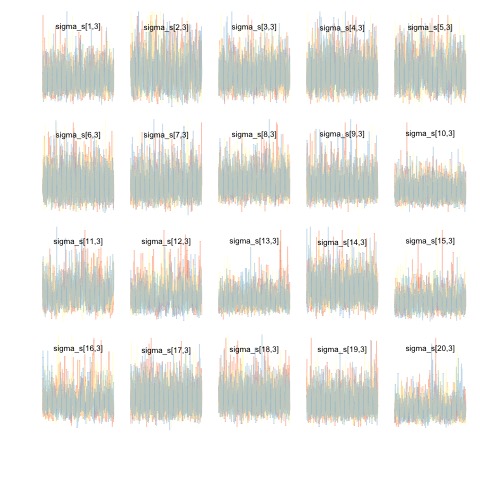 sigma_s[1,3]
sigma_s[2,3]
sigma_s[3,3]
sigma_s[4,3]
sigma_s[5,3]
sigma_s[6,3]
sigma_s[7,3]
sigma_s[8,3]
sigma_s[9,3]
sigma_s[10,3]
sigma_s[11,3]
sigma_s[12,3]
sigma_s[13,3]
sigma_s[14,3]
sigma_s[15,3]
sigma_s[16,3]
sigma_s[17,3]
sigma_s[18,3]
sigma_s[19,3]
sigma_s[20,3]